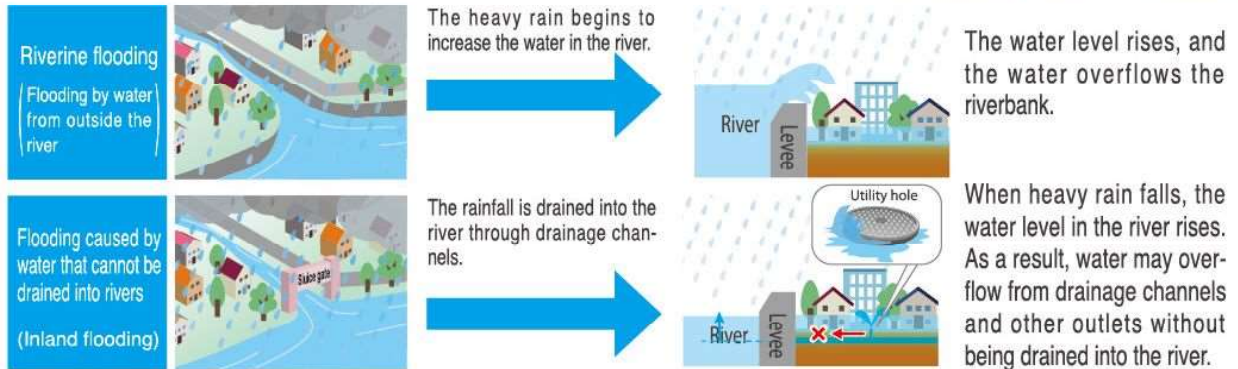 Riverine flooding
(Flooding by water
from outside the
river)
The heavy rain begins to
increase the water in the river.
River
Levee
The water level rises, and
the water overflows the
riverbank.
Flooding caused by
water that cannot be
drained into rivers
(Inland flooding)
Sluice gate
The rainfall is drained into the
river through drainage chan-
nels.
Utility hole
River
Levee
When heavy rain falls, the
water level in the river rises.
As a result, water may over-
flow from drainage channels
and other outlets without
being drained into the river.